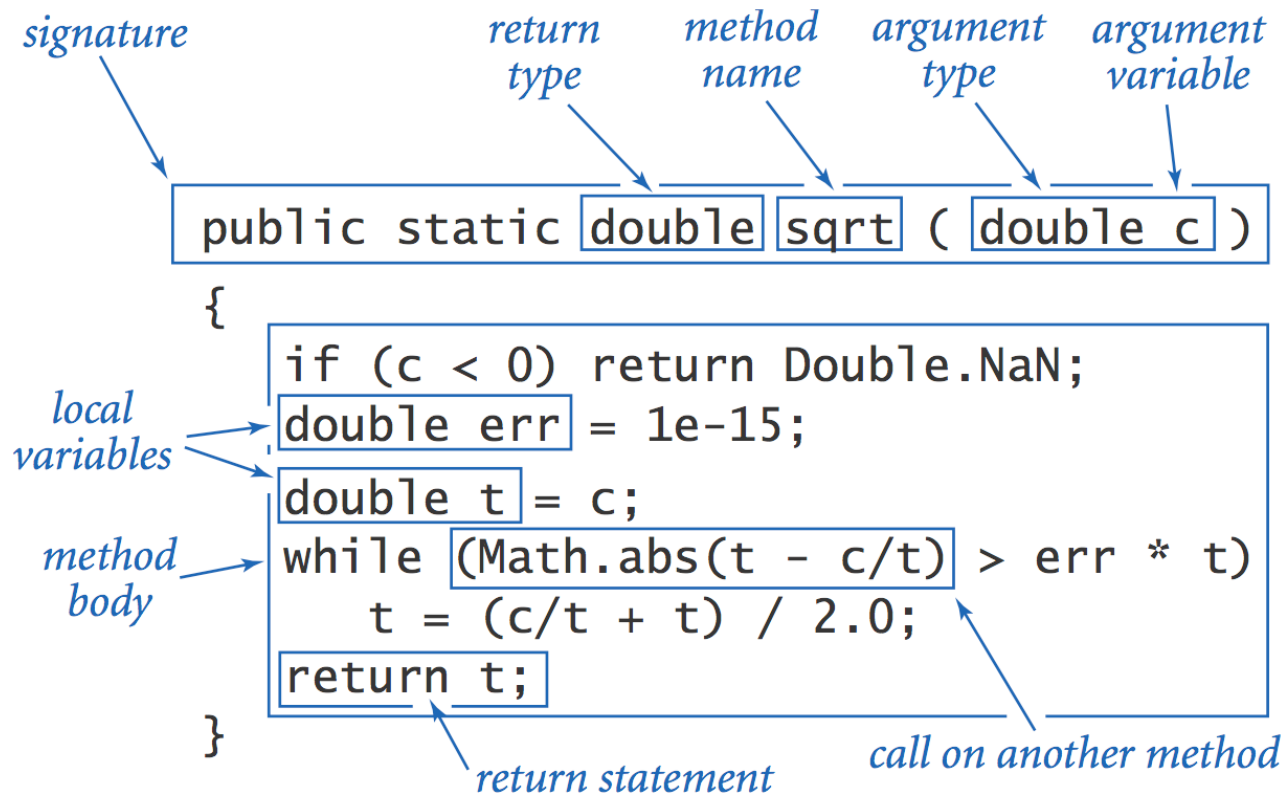 signature
return type
method name
argument type
argument variable
public static double sqrt ( double c )
{
if (c < 0) return Double.NaN;
local variables
double err = 1e-15;
double t = c;
method body
while (Math.abs(t - c/t) > err * t)
t = (c/t + t) / 2.0;
return t;
}
return statement
call on another method